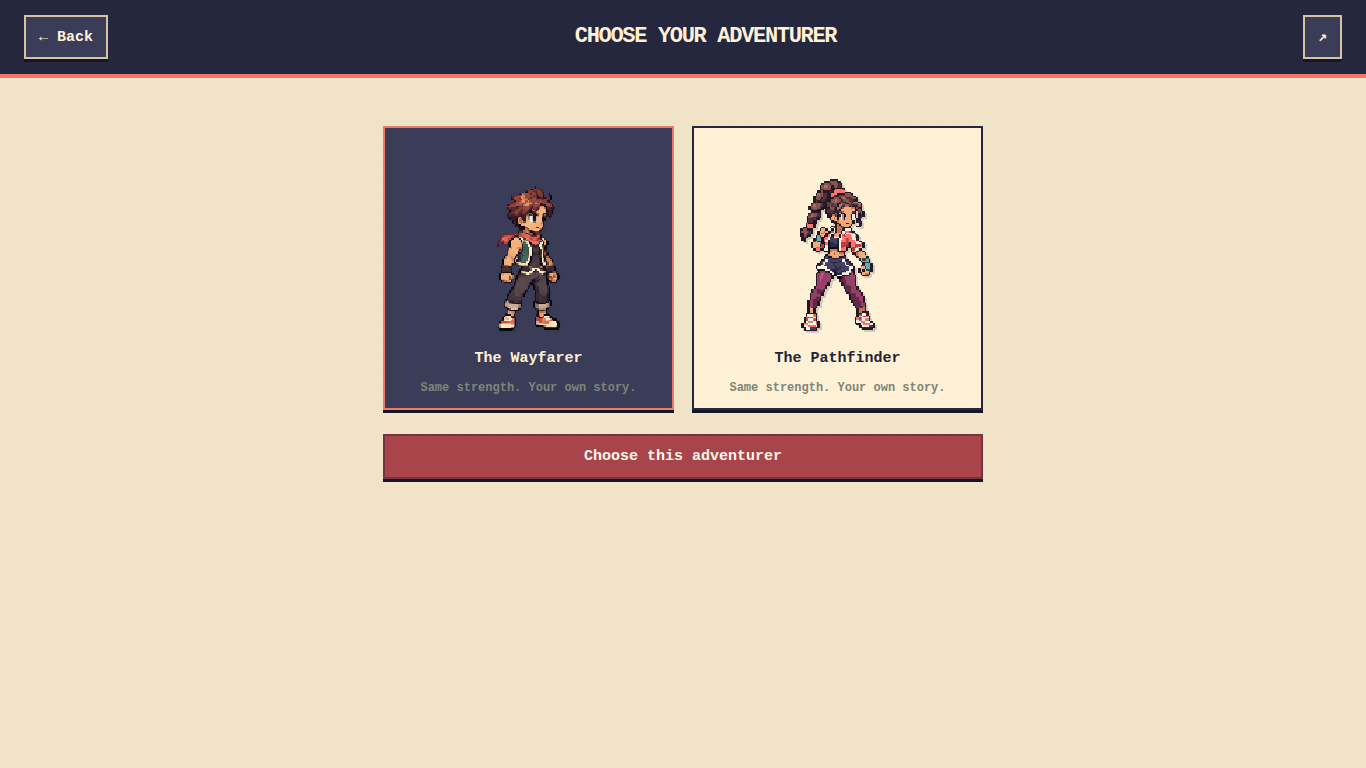 ← Back
CHOOSE YOUR ADVENTURER
↗
The Wayfarer
Same strength. Your own story.
The Pathfinder
Same strength. Your own story.
Choose this adventurer